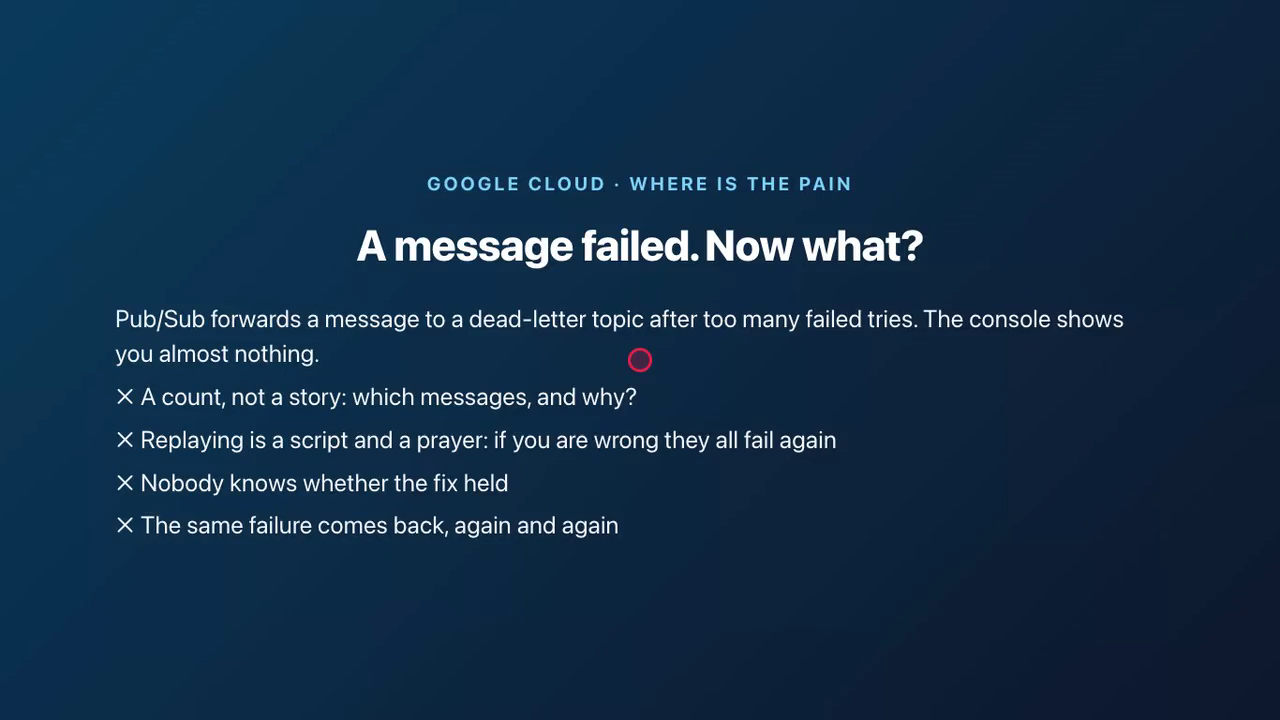 GOOGLE CLOUD · WHERE IS THE PAIN
A message failed. Now what?
Pub/Sub forwards a message to a dead-letter topic after too many failed tries. The console shows
you almost nothing.
✕ A count, not a story: which messages, and why?
✕ Replaying is a script and a prayer: if you are wrong they all fail again
✕ Nobody knows whether the fix held
✕ The same failure comes back, again and again